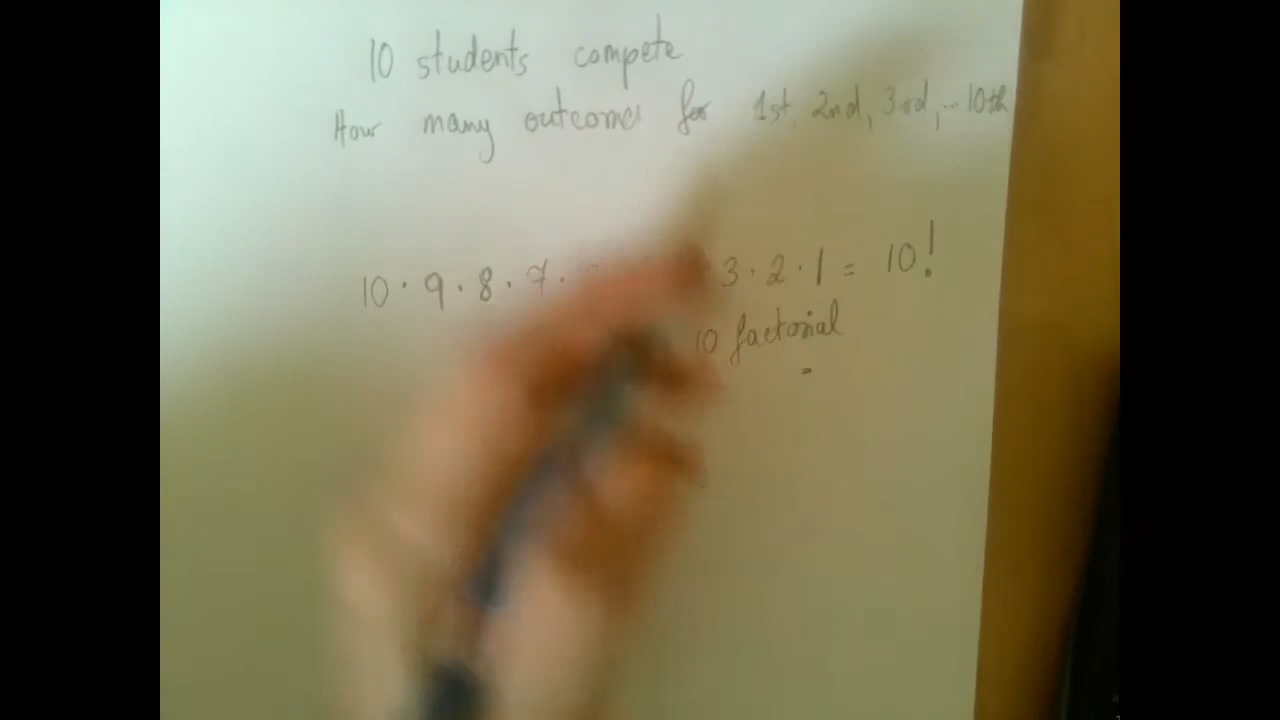 10 students compete
How many outcomes for 1st, 2nd, 3rd, ... 10th
10 · 9 · 8 · 7 · 3 · 2 · 1 = 10!
10 factorial